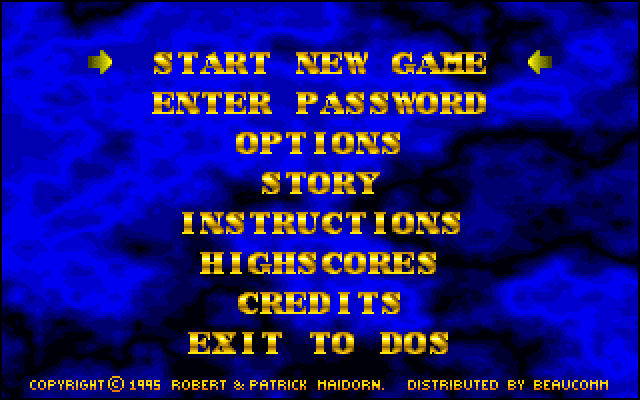 START NEW GAME
ENTER PASSWORD
OPTIONS
STORY
INSTRUCTIONS
HIGHSCORES
CREDITS
EXIT TO DOS
COPYRIGHT © 1995 ROBERT & PATRICK MAIDORN. DISTRIBUTED BY BEAUCOMM